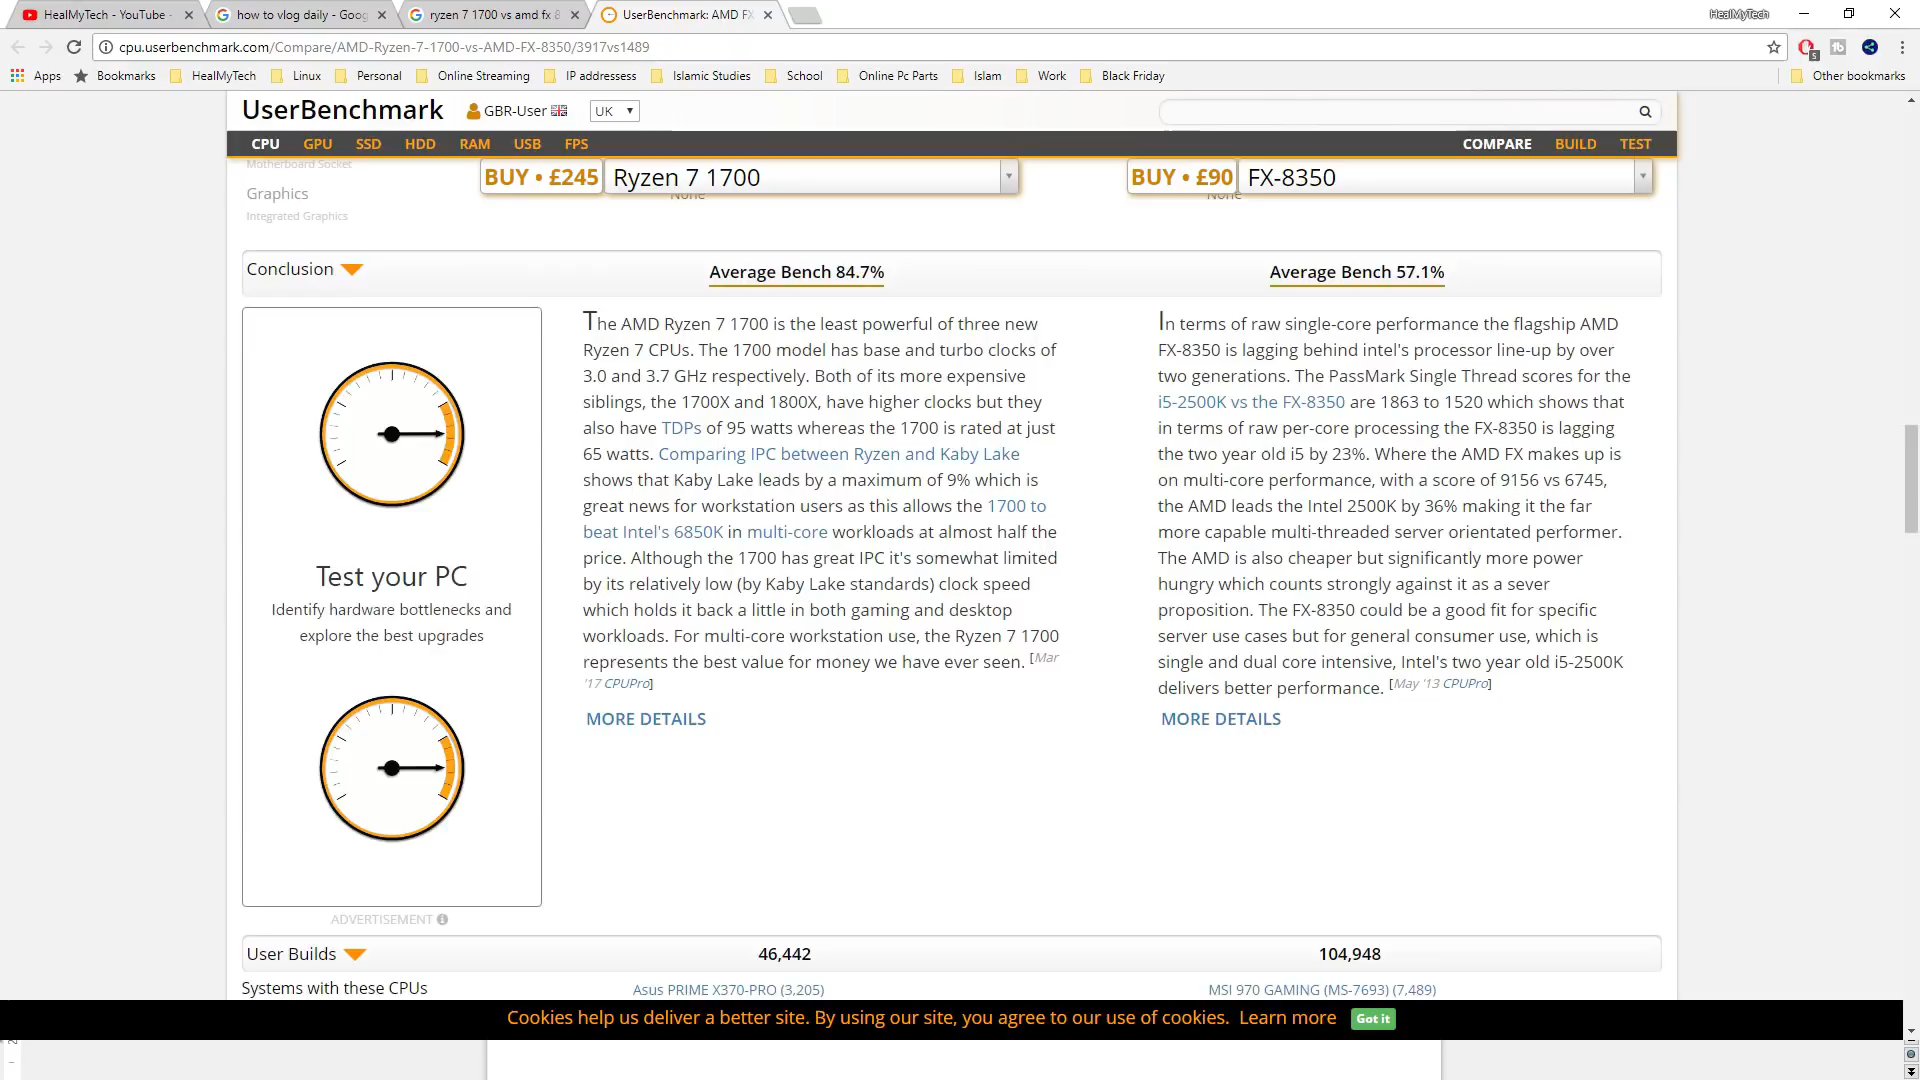 HealMyTech - YouTube -
how to vlog daily - Goog
ryzen 7 1700 vs amd fx 8
UserBenchmark: AMD FX
HealMyTech
cpu.userbenchmark.com/Compare/AMD-Ryzen-7-1700-vs-AMD-FX-8350/3917vs1489
5
Apps
Bookmarks
HealMyTech
Linux
Personal
Online Streaming
IP addressess
Islamic Studies
School
Online Pc Parts
Islam
Work
Black Friday
Other bookmarks
UserBenchmark
GBR-User
UK
CPU GPU SSD HDD RAM USB FPS
COMPARE BUILD TEST
Motherboard Socket
BUY • £245 Ryzen 7 1700
BUY • £90 FX-8350
Graphics
None
None
Integrated Graphics
Conclusion
Average Bench 84.7%
Average Bench 57.1%
Test your PC
Identify hardware bottlenecks and
explore the best upgrades
ADVERTISEMENT
The AMD Ryzen 7 1700 is the least powerful of three new
Ryzen 7 CPUs. The 1700 model has base and turbo clocks of
3.0 and 3.7 GHz respectively. Both of its more expensive
siblings, the 1700X and 1800X, have higher clocks but they
also have TDPs of 95 watts whereas the 1700 is rated at just
65 watts. Comparing IPC between Ryzen and Kaby Lake
shows that Kaby Lake leads by a maximum of 9% which is
great news for workstation users as this allows the 1700 to
beat Intel's 6850K in multi-core workloads at almost half the
price. Although the 1700 has great IPC it's somewhat limited
by its relatively low (by Kaby Lake standards) clock speed
which holds it back a little in both gaming and desktop
workloads. For multi-core workstation use, the Ryzen 7 1700
represents the best value for money we have ever seen. [Mar
'17 CPUPro]
MORE DETAILS
In terms of raw single-core performance the flagship AMD
FX-8350 is lagging behind intel's processor line-up by over
two generations. The PassMark Single Thread scores for the
i5-2500K vs the FX-8350 are 1863 to 1520 which shows that
in terms of raw per-core processing the FX-8350 is lagging
the two year old i5 by 23%. Where the AMD FX makes up is
on multi-core performance, with a score of 9156 vs 6745,
the AMD leads the Intel 2500K by 36% making it the far
more capable multi-threaded server orientated performer.
The AMD is also cheaper but significantly more power
hungry which counts strongly against it as a sever
proposition. The FX-8350 could be a good fit for specific
server use cases but for general consumer use, which is
single and dual core intensive, Intel's two year old i5-2500K
delivers better performance. [May '13 CPUPro]
MORE DETAILS
User Builds
46,442
104,948
Systems with these CPUs
Asus PRIME X370-PRO (3,205)
MSI 970 GAMING (MS-7693) (7,489)
Cookies help us deliver a better site. By using our site, you agree to our use of cookies. Learn more Got it